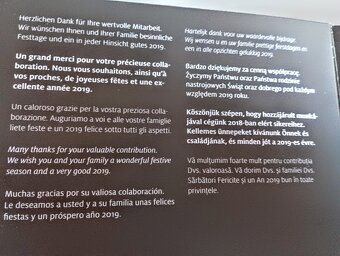 Herzlichen Dank für Ihre wertvolle Mitarbeit.
Wir wünschen Ihnen und Ihrer Familie besinnliche
Festtage und ein in jeder Hinsicht gutes 2019.
Un grand merci pour votre précieuse colla-
boration. Nous vous souhaitons, ainsi qu'à
vos proches, de joyeuses fêtes et une ex-
cellente année 2019.
Un caloroso grazie per la vostra preziosa colla-
borazione. Auguriamo a voi e alle vostre famiglie
liete feste e un 2019 felice sotto tutti gli aspetti.
Many thanks for your valuable contribution.
We wish you and your family a wonderful festive
season and a very good 2019.
Muchas gracias por su valiosa colaboración.
Le deseamos a usted y a su familia unas felices
fiestas y un próspero año 2019.
Hartelijk dank voor uw waardevolle bijdrage.
Wij wensen u en uw familie prettige feestdagen en
een in alle opzichten gelukkig 2019.
Bardzo dziękujemy za cenną współpracę.
Życzymy Państwu oraz Państwa rodzinie
nastrojowych Świąt oraz dobrego pod każdym
względem 2019 roku.
Köszönjük szépen, hogy hozzájárult munká-
jával cégünk 2018-ban elért sikereihez.
Kellemes ünnepeket kívánunk Önnek és
családjának, és minden jót a 2019-es évre.
Vă mulțumim foarte mult pentru contribuția
Dvs. valoroasă. Vă dorim Dvs. și familiei Dvs.
Sărbători Fericite și un An 2019 bun în toate
privințele.